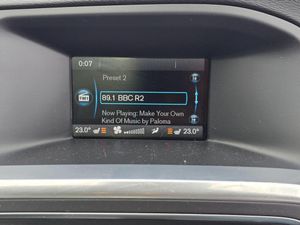 0:07
Preset 2
89.1 BBC R2
Now Playing: Make Your Own
Kind Of Music by Paloma
23.0° 23.0°